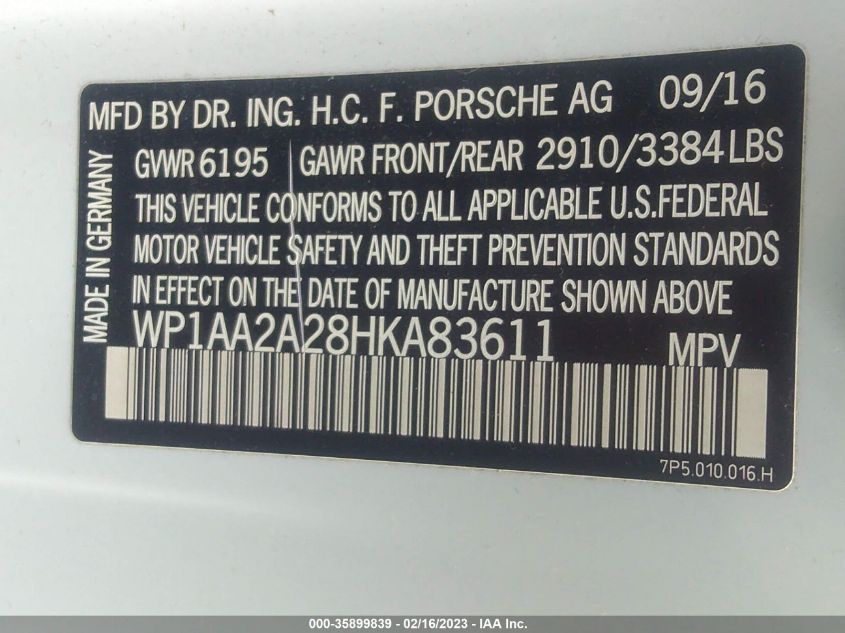 MFD BY DR. ING. H.C. F. PORSCHE AG 09/16
GVWR 6195 GAWR FRONT/REAR 2910/3384 LBS
THIS VEHICLE CONFORMS TO ALL APPLICABLE U.S.FEDERAL
MOTOR VEHICLE SAFETY AND THEFT PREVENTION STANDARDS
IN EFFECT ON THE DATE OF MANUFACTURE SHOWN ABOVE
WP1AA2A28HKA83611 MPV
MADE IN GERMANY
7P5.010.016.H
000-35899839 - 02/16/2023 - IAA Inc.